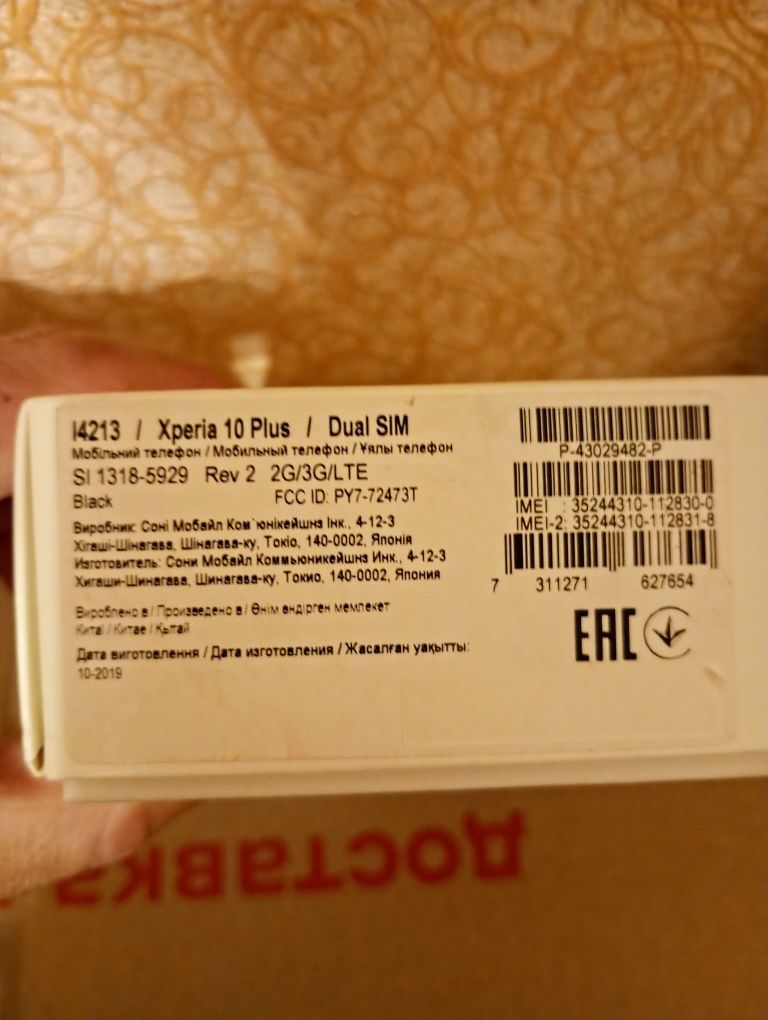 I4213 / Xperia 10 Plus / Dual SIM
Мобільний телефон / Мобильный телефон / Ұялы телефон
SI 1318-5929 Rev 2 2G/3G/LTE
Black FCC ID: PY7-72473T
Виробник: Соні Мобайл Ком`юнікейшнз Інк., 4-12-3
Хігаші-Шінагава, Шінагава-ку, Токіо, 140-0002, Японія
Изготовитель: Сони Мобайл Коммьюникейшнз Инк., 4-12-3
Хигаши-Шинагава, Шинагава-ку, Токио, 140-0002, Япония
Вироблено в / Произведено в / Өнім өндірген мемлекет
Китаї / Китае / Қытай
Дата виготовлення / Дата изготовления / Жасалған уақытты:
10-2019
P-43029482-P
IMEI : 35244310-112830-0
IMEI-2: 35244310-112831-8
7 311271 627654
EAC
доставка